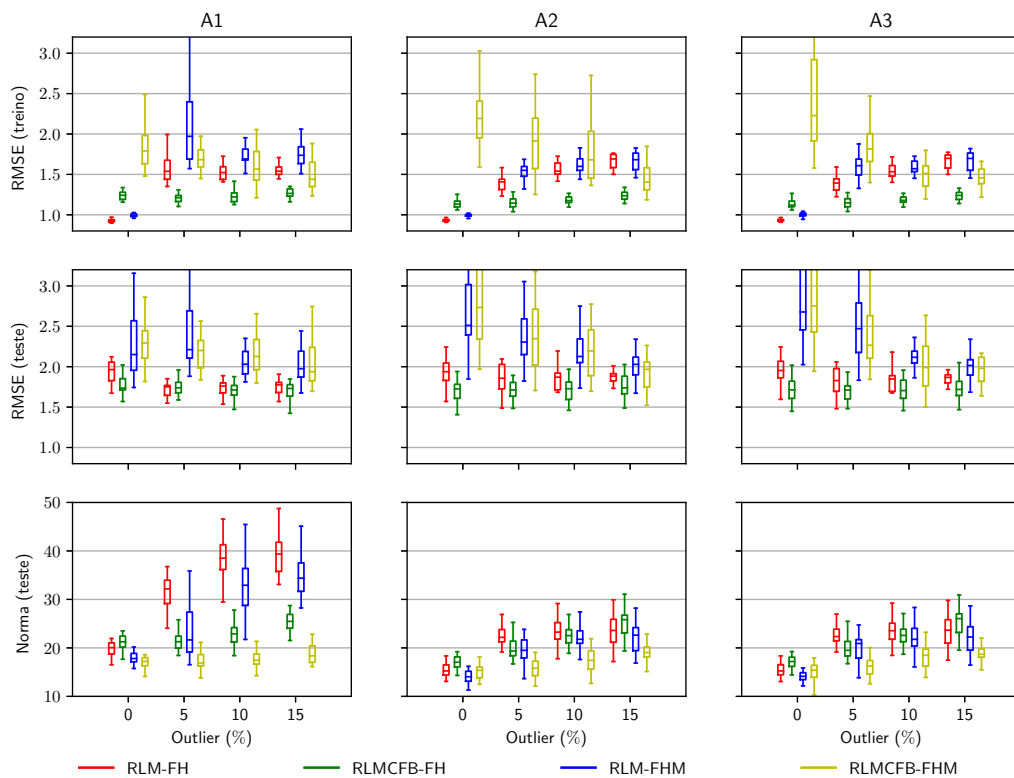 A1 A2 A3
RMSE (treino)
3.0
2.5
2.0
1.5
1.0
RMSE (teste)
3.0
2.5
2.0
1.5
1.0
Norma (teste)
50
40
30
20
10
0 5 10 15 0 5 10 15 0 5 10 15
Outlier (%) Outlier (%) Outlier (%)
RLM-FH RLMCFB-FH RLM-FHM RLMCFB-FHM